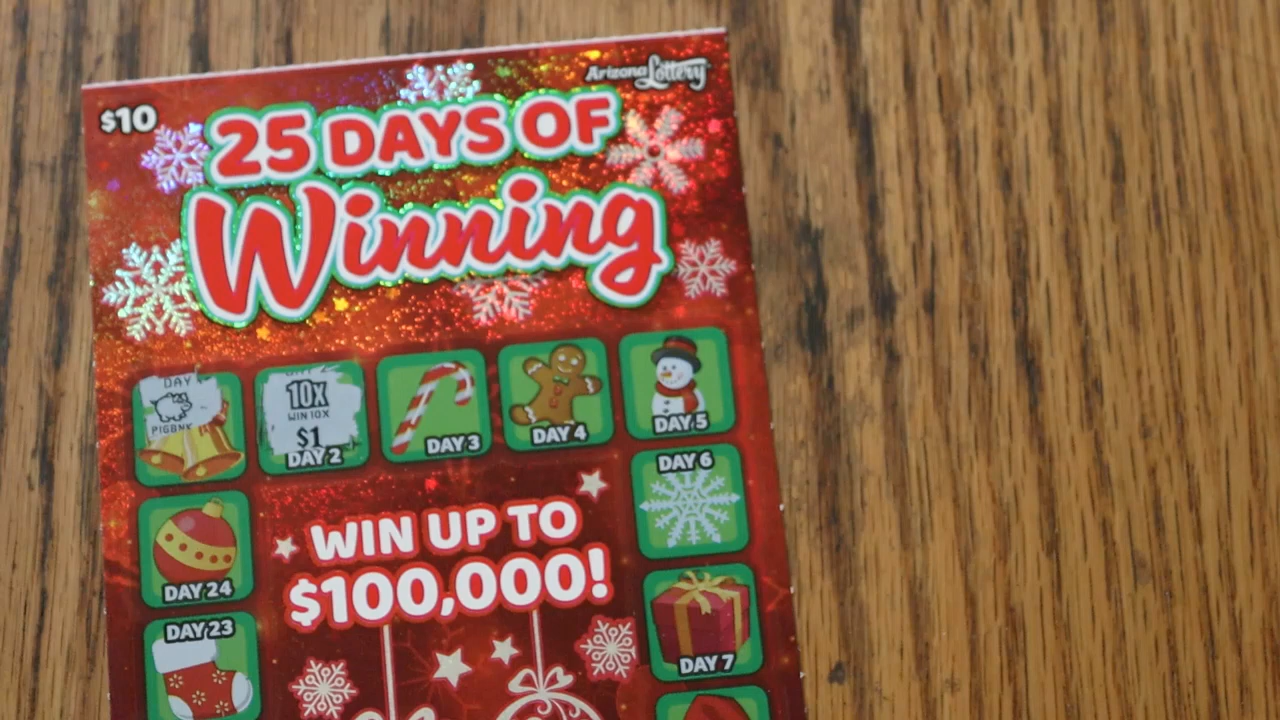 Arizona Lottery
$10
25 DAYS OF
Winning
DAY
PIGBNK
10X
WIN 10X
$1
DAY 2
DAY 3
DAY 4
DAY 5
DAY 6
WIN UP TO
$100,000!
DAY 24
DAY 23
DAY 7